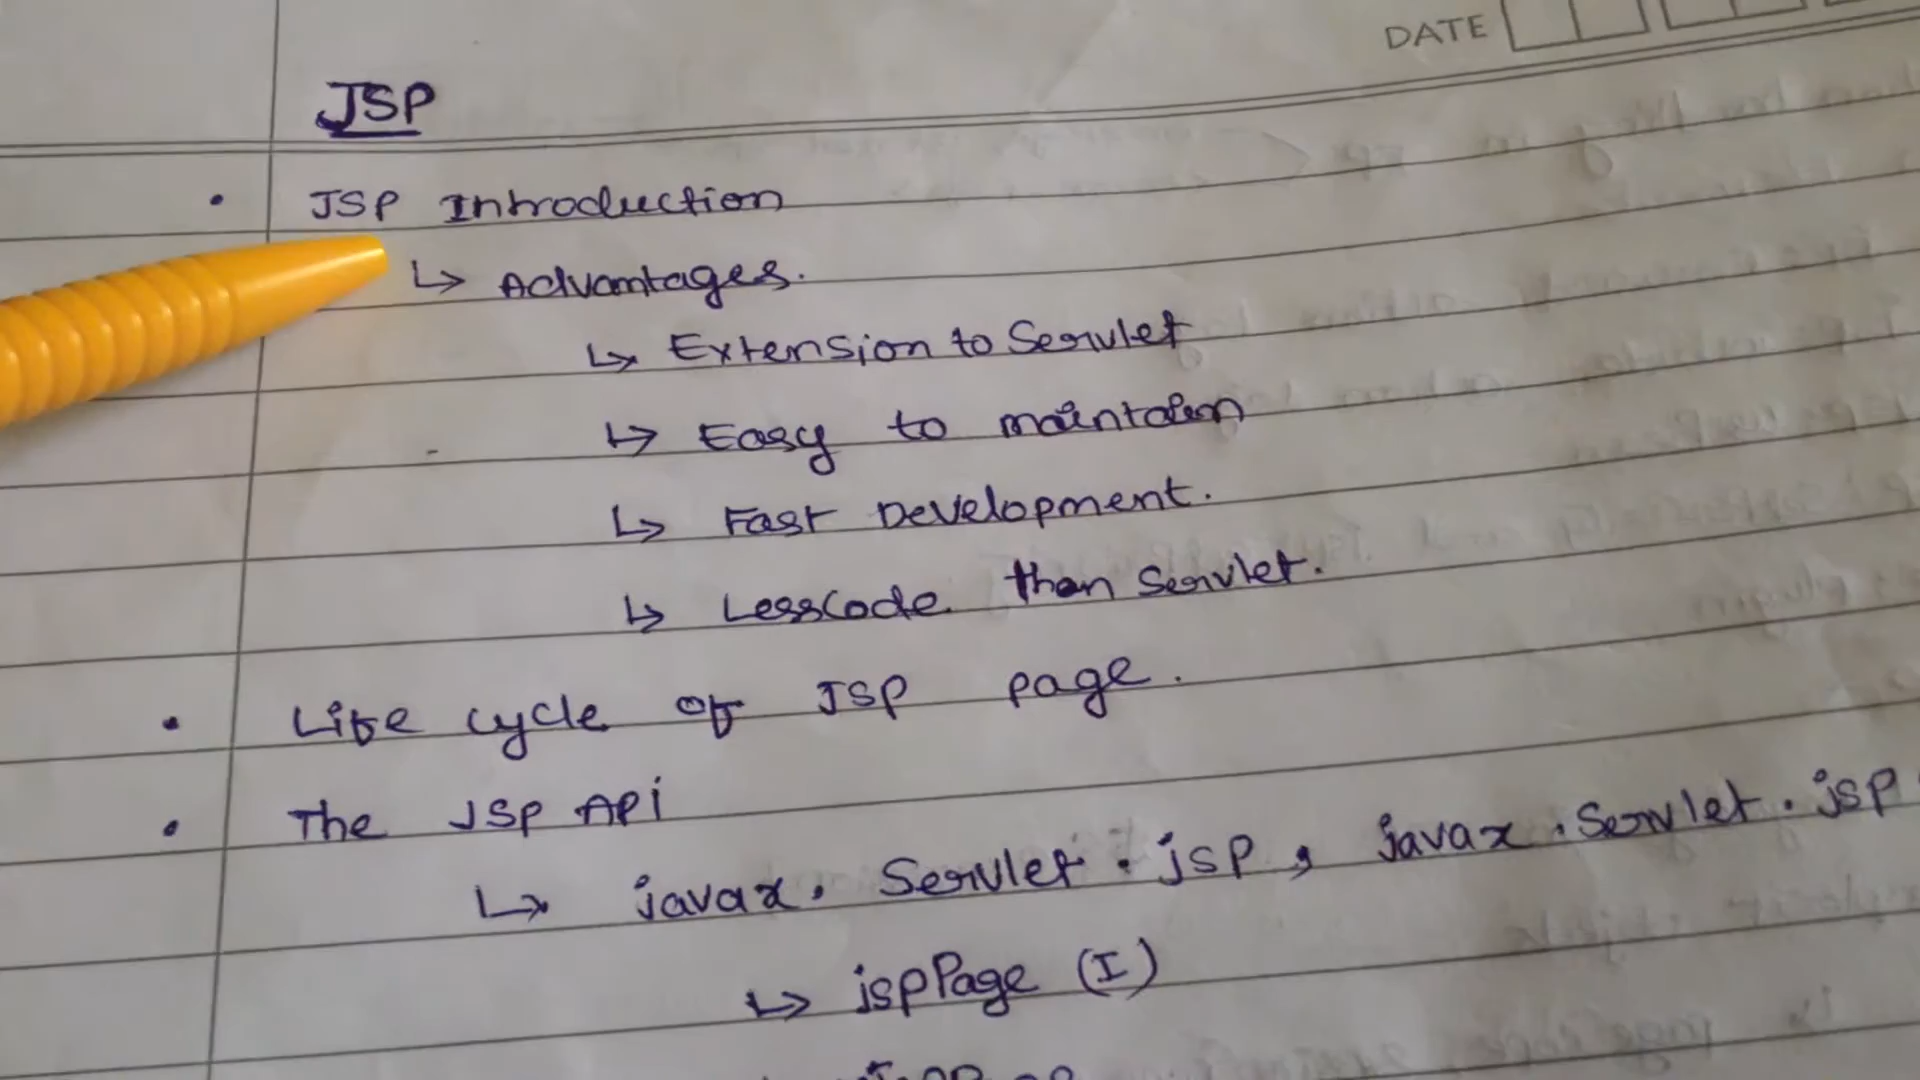 DATE
JSP
• JSP Introduction
↳ Advantages.
↳ Extension to Servlet
↳ Easy to maintain
↳ Fast Development.
↳ Lesscode than Servlet.
• Life cycle of JSP page.
• The JSP API
↳ javax. Servlet . jsp , javax . Servlet . jsp
↳ jspPage (I)